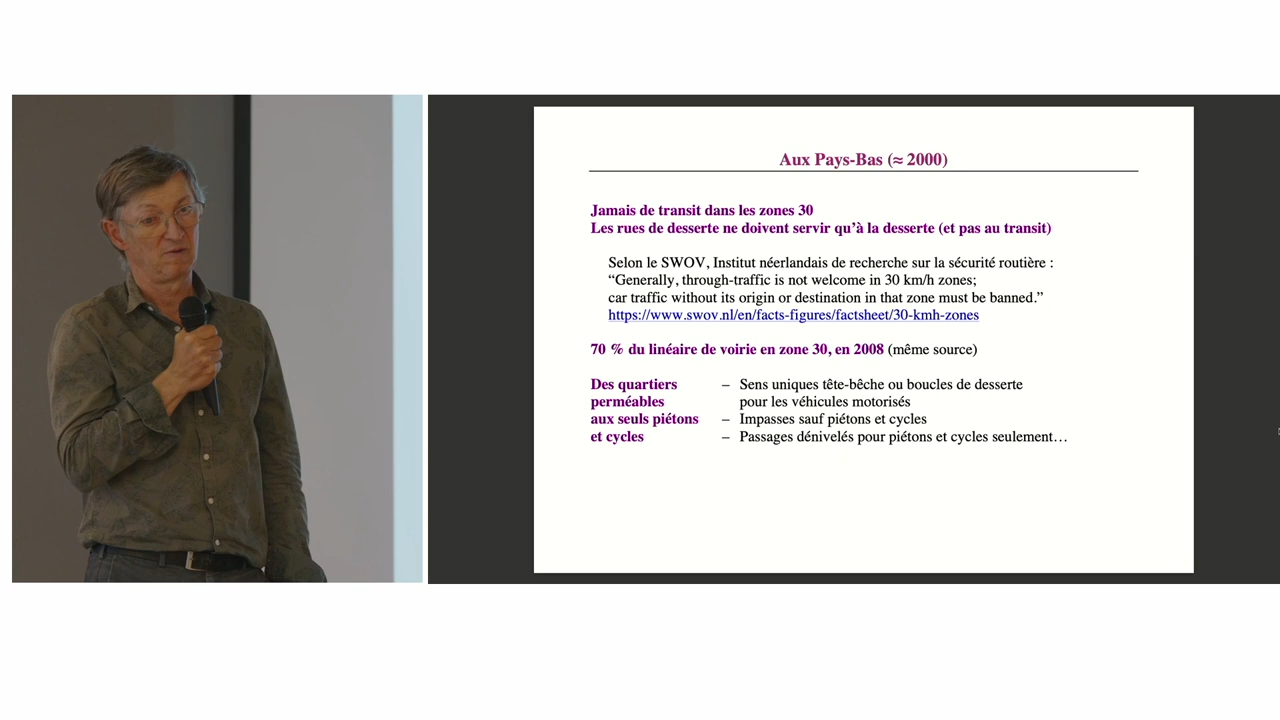 Aux Pays-Bas (≈ 2000)
Jamais de transit dans les zones 30
Les rues de desserte ne doivent servir qu’à la desserte (et pas au transit)
Selon le SWOV, Institut néerlandais de recherche sur la sécurité routière :
“Generally, through-traffic is not welcome in 30 km/h zones;
car traffic without its origin or destination in that zone must be banned.”
https://www.swov.nl/en/facts-figures/factsheet/30-kmh-zones
70 % du linéaire de voirie en zone 30, en 2008 (même source)
Des quartiers
perméables
aux seuls piétons
et cycles
– Sens uniques tête-bêche ou boucles de desserte
pour les véhicules motorisés
– Impasses sauf piétons et cycles
– Passages dénivelés pour piétons et cycles seulement…